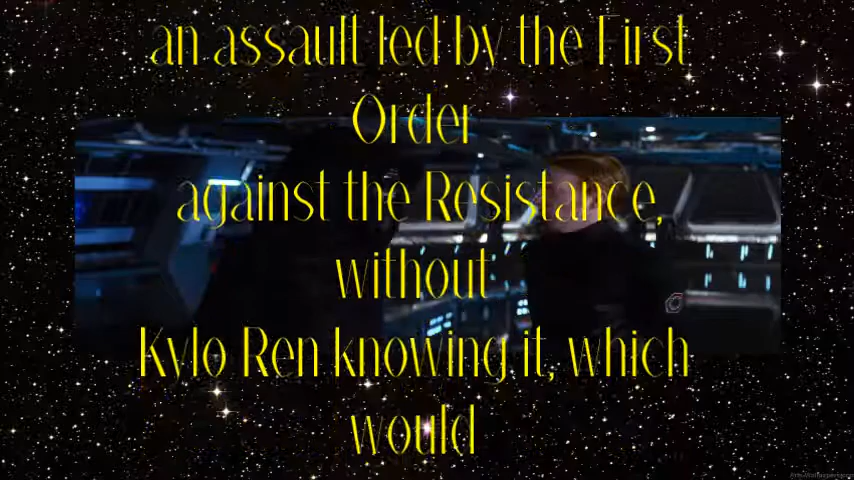 an assault led by the First
Order
against the Resistance,
without
Kylo Ren knowing it, which
would